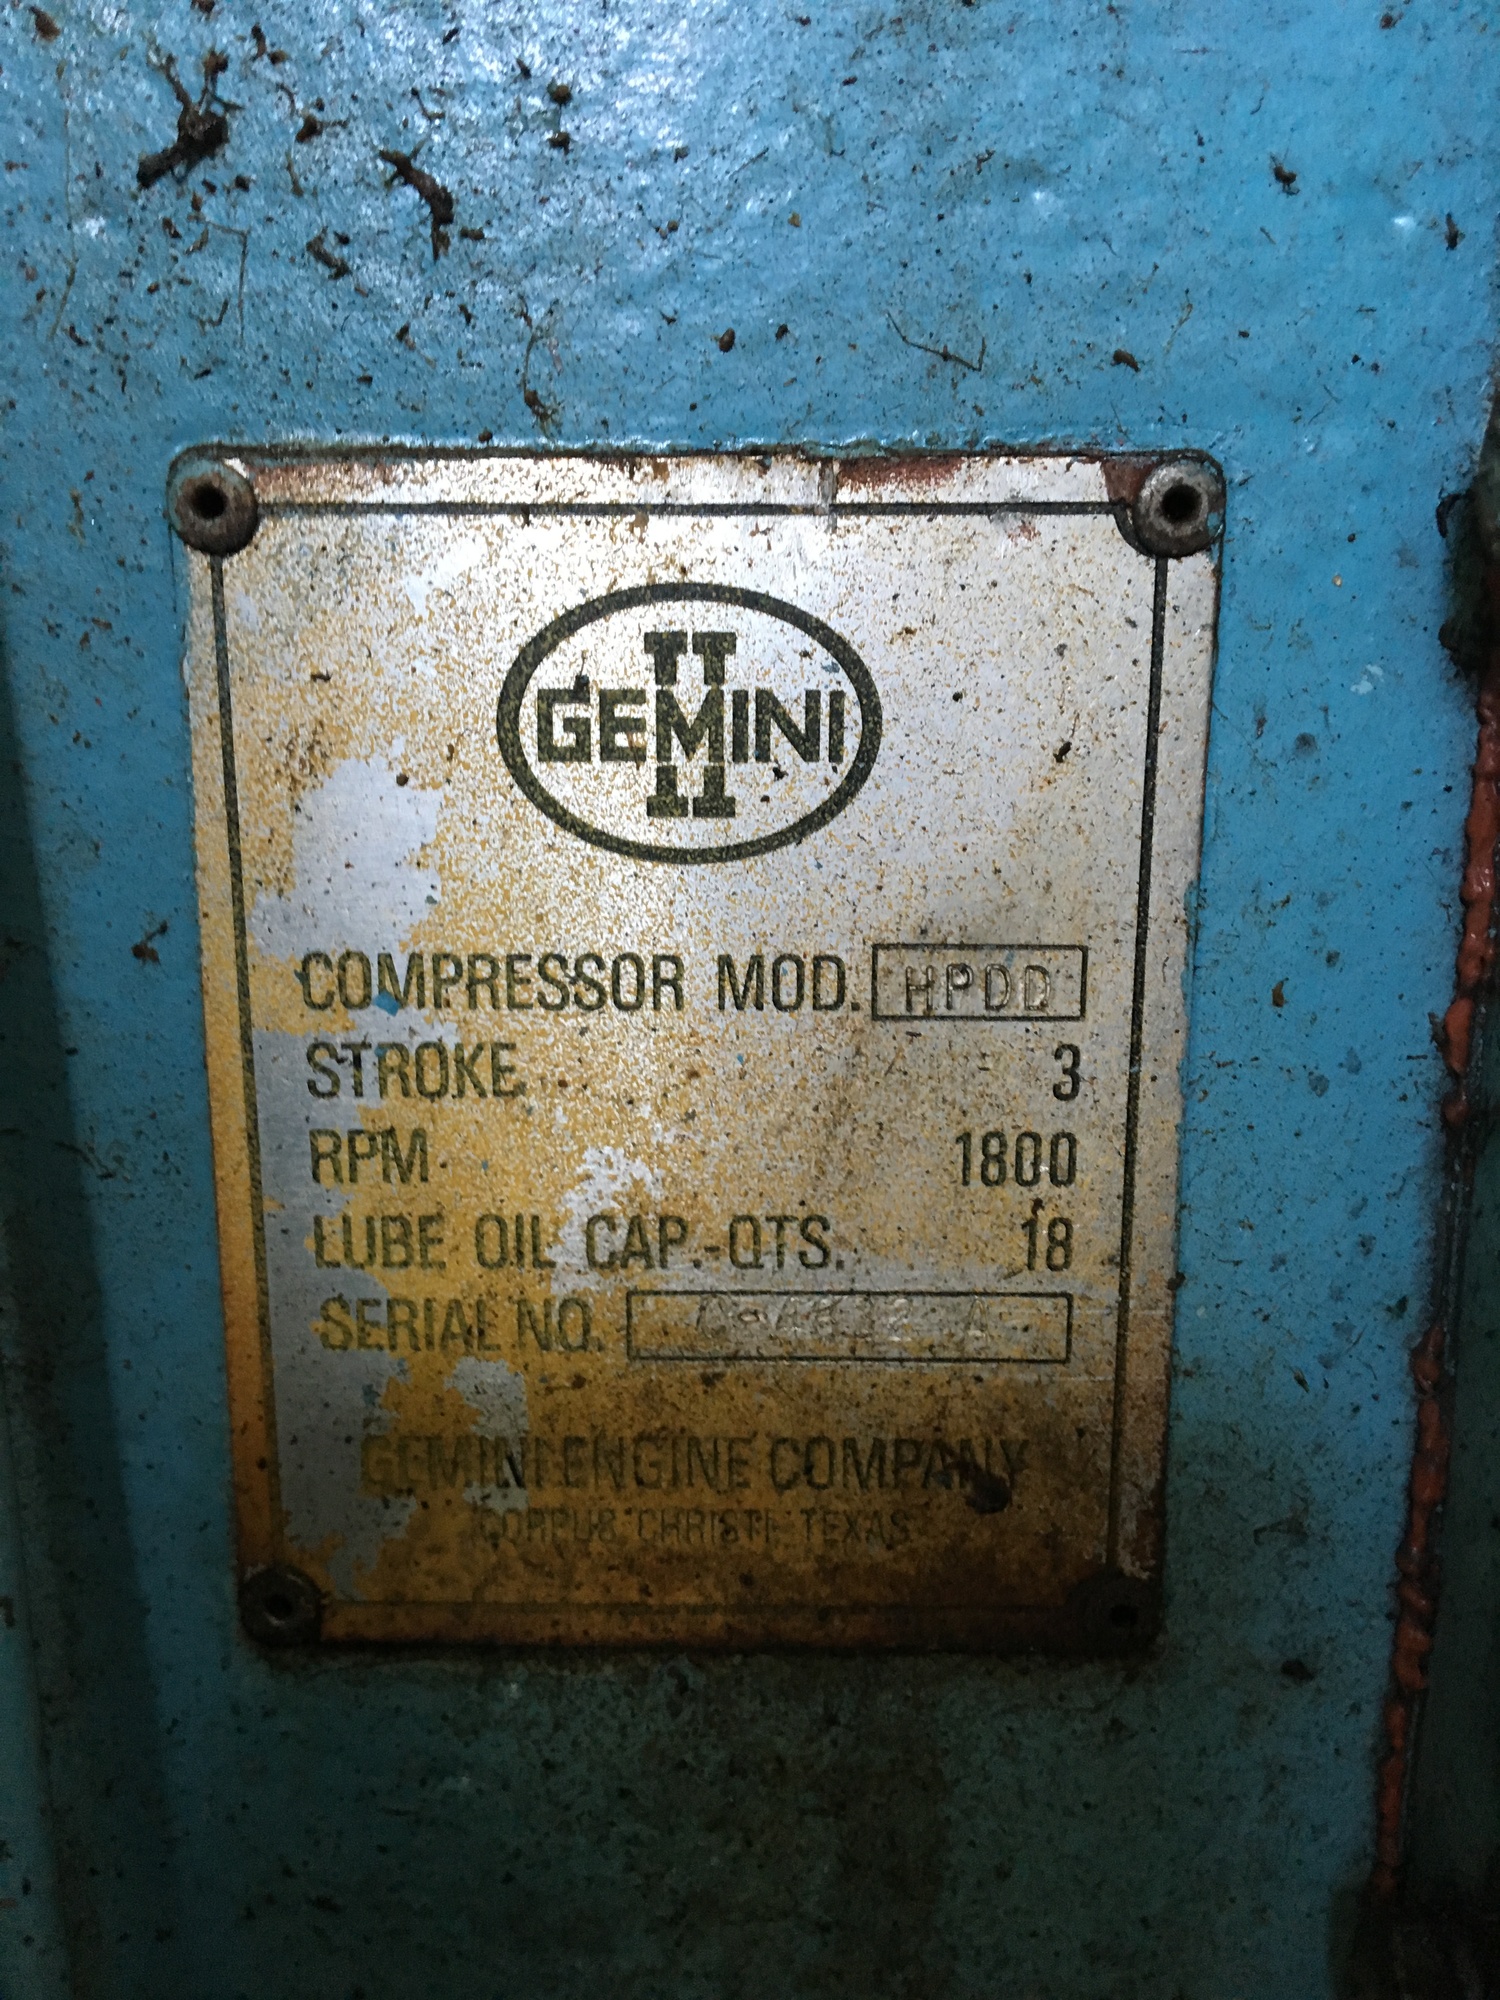 GEMINI
II
COMPRESSOR MOD. HPDD
STROKE 3
RPM 1800
LUBE OIL CAP.-QTS. 18
SERIAL NO.
GEMINI ENGINE COMPANY
CORPUS CHRISTI, TEXAS